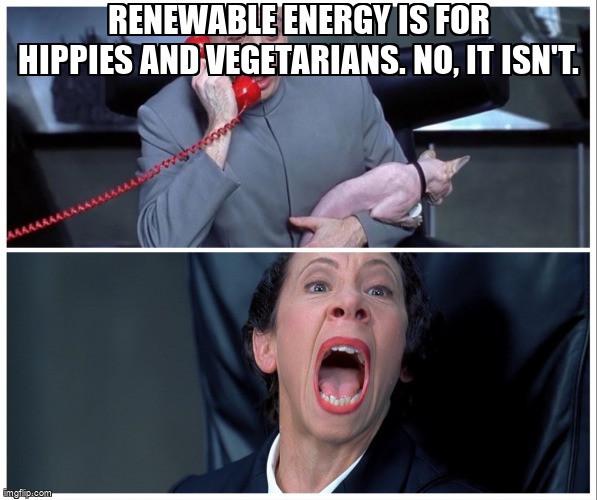 RENEWABLE ENERGY IS FOR
HIPPIES AND VEGETARIANS. NO, IT ISN'T.
imgflip.com